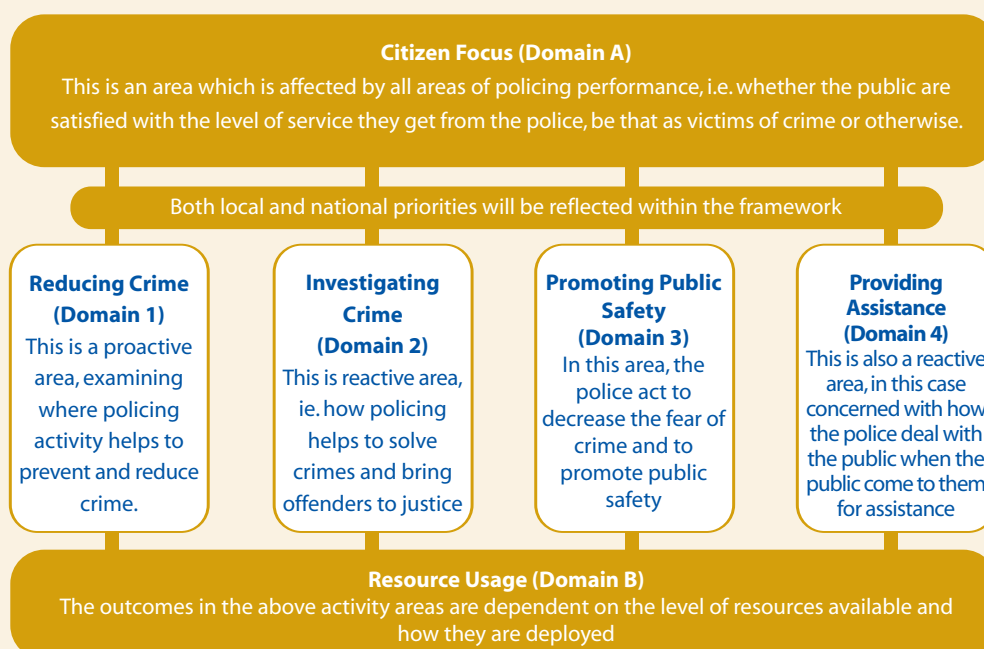 Citizen Focus (Domain A)
This is an area which is affected by all areas of policing performance, i.e. whether the public are
satisfied with the level of service they get from the police, be that as victims of crime or otherwise.
Both local and national priorities will be reflected within the framework
Reducing Crime
(Domain 1)
This is a proactive
area, examining
where policing
activity helps to
prevent and reduce
crime.
Investigating
Crime
(Domain 2)
This is reactive area,
ie. how policing
helps to solve
crimes and bring
offenders to justice
Promoting Public
Safety
(Domain 3)
In this area, the
police act to
decrease the fear of
crime and to
promote public
safety
Providing
Assistance
(Domain 4)
This is also a reactive
area, in this case
concerned with how
the police deal with
the public when the
public come to them
for assistance
Resource Usage (Domain B)
The outcomes in the above activity areas are dependent on the level of resources available and
how they are deployed